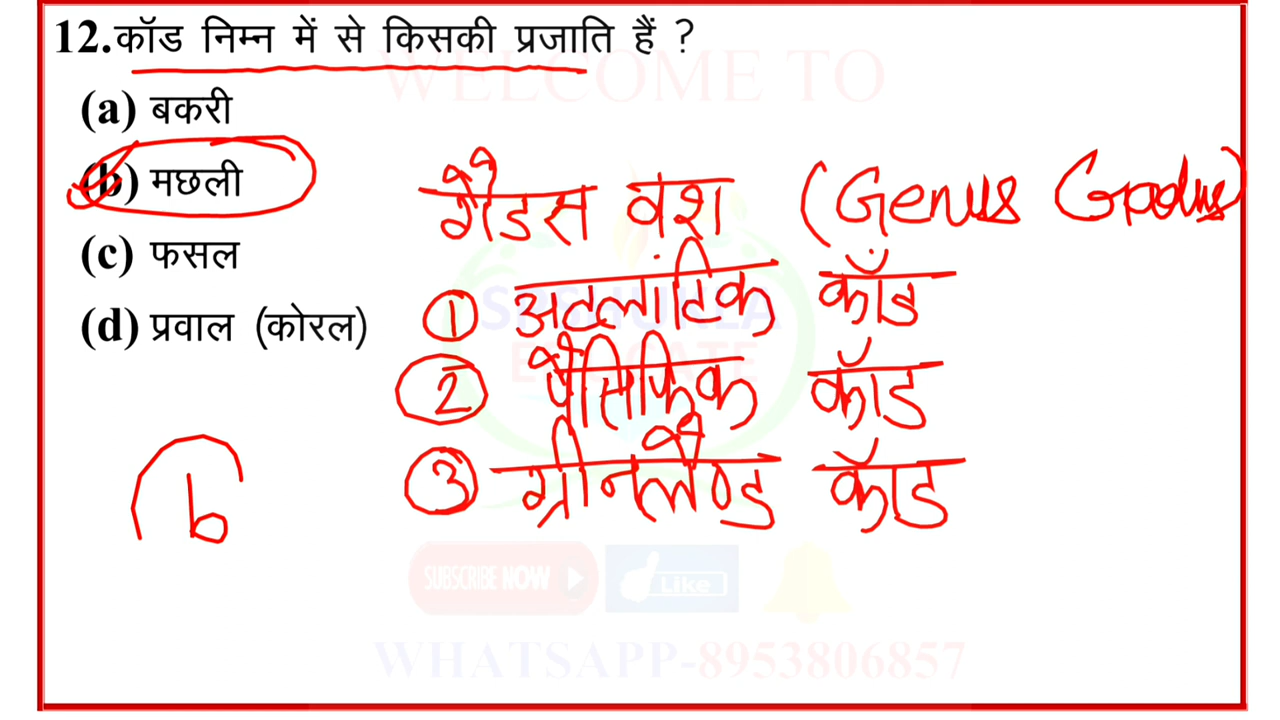 12.कॉड निम्न में से किसकी प्रजाति हैं ?
(a) बकरी
(b) मछली
(c) फसल
(d) प्रवाल (कोरल)
गैडस वंश (Genus Gadus)
① अटलांटिक कॉड
② पैसिफिक कॉड
③ ग्रीनलैण्ड कॉड
b
WELCOME TO
EDUCATE
SUBSCRIBE NOW
Like
WHATSAPP-8953806857